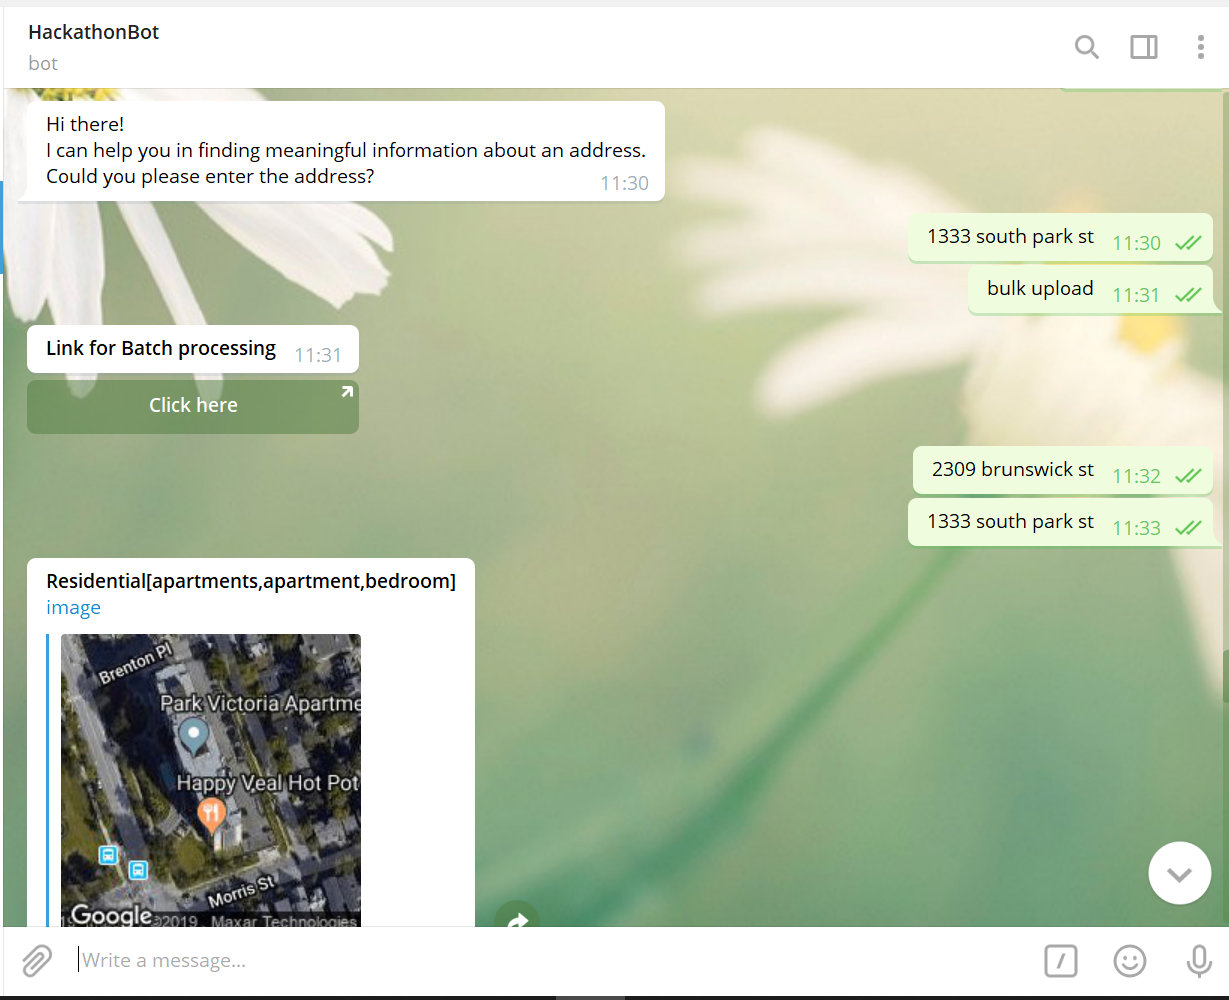 HackathonBot
bot
Hi there!
I can help you in finding meaningful information about an address.
Could you please enter the address?
11:30
1333 south park st 11:30
bulk upload 11:31
Link for Batch processing 11:31
Click here
2309 brunswick st 11:32
1333 south park st 11:33
Residential[apartments,apartment,bedroom]
image
Brenton Pl
Park Victoria Apartme
Happy Veal Hot Pot
Morris St
Google ©2019 Maxar Technologies
Write a message...